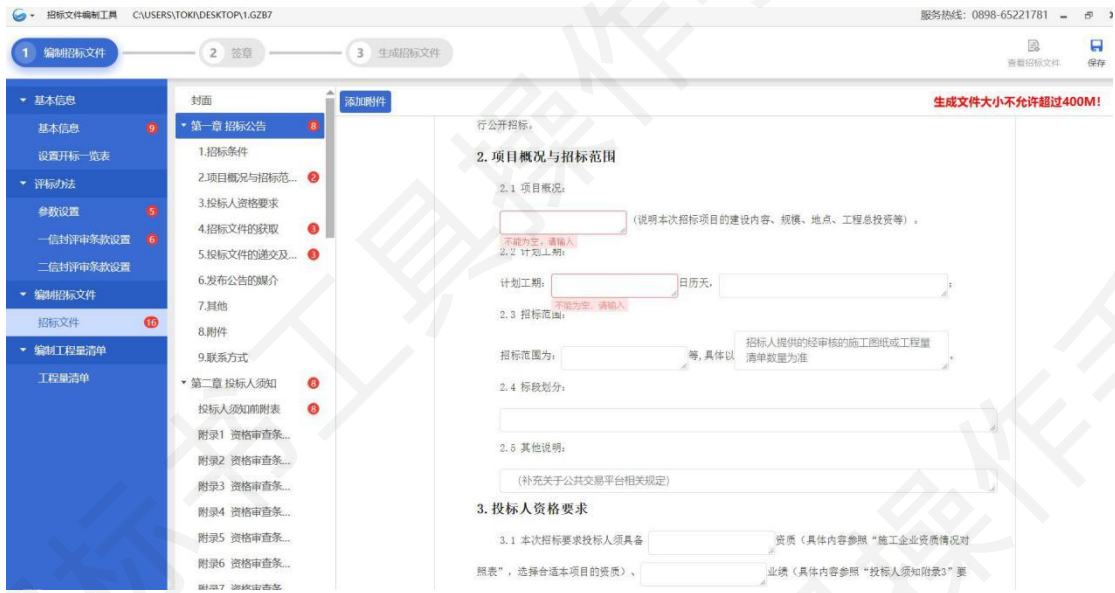 招标文件编制工具 C:\USERS\TOKI\DESKTOP\1.GZB7
服务热线：0898-65221781
1 编制招标文件
2 签章
3 生成招标文件
查看招标文件
保存
基本信息
基本信息 9
设置开标一览表
评标办法
参数设置 5
一信封评审条款设置 6
二信封评审条款设置
编制招标文件
招标文件 16
编制工程量清单
工程量清单
封面
第一章 招标公告 8
1.招标条件
2.项目概况与招标范... 2
3.投标人资格要求
4.招标文件的获取 3
5.投标文件的递交及... 3
6.发布公告的媒介
7.其他
8.附件
9.联系方式
第二章 投标人须知 8
投标人须知前附表 8
附录1 资格审查条...
附录2 资格审查条...
附录3 资格审查条...
附录4 资格审查条...
附录5 资格审查条...
附录6 资格审查条...
附录7 资格审查条...
添加附件
生成文件大小不允许超过400M！
行公开招标。
2. 项目概况与招标范围
2.1 项目概况：
（说明本次招标项目的建设内容、规模、地点、工程总投资等）。
不能为空，请输入
2.2 计划工期：
计划工期： 日历天， ；
不能为空，请输入
2.3 招标范围：
招标范围为： 等,具体以 招标人提供的经审核的施工图纸或工程量
清单数量为准 。
2.4 标段划分：
2.5 其他说明：
（补充关于公共交易平台相关规定）
3. 投标人资格要求
3.1 本次招标要求投标人须具备 资质（具体内容参照“施工企业资质情况对
照表”，选择合适本项目的资质）、 业绩（具体内容参照“投标人须知附录3”要